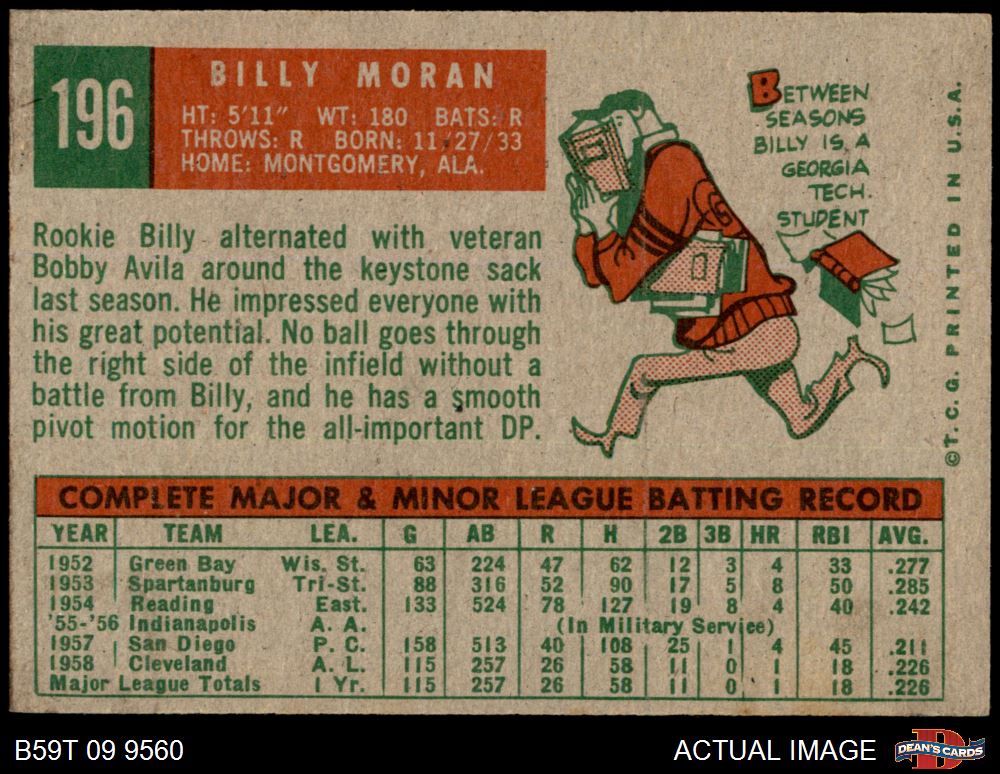 196
BILLY MORAN
HT: 5'11" WT: 180 BATS: R
THROWS: R BORN: 11/27/33
HOME: MONTGOMERY, ALA.
Rookie Billy alternated with veteran
Bobby Avila around the keystone sack
last season. He impressed everyone with
his great potential. No ball goes through
the right side of the infield without a
battle from Billy, and he has a smooth
pivot motion for the all-important DP.
BETWEEN
SEASONS
BILLY IS A
GEORGIA
TECH.
STUDENT
G
©T. C. G. PRINTED IN U.S.A.
COMPLETE MAJOR & MINOR LEAGUE BATTING RECORD
YEAR TEAM LEA. G AB R H 2B 3B HR RBI AVG.
1952 Green Bay Wis. St. 63 224 47 62 12 3 4 33 .277
1953 Spartanburg Tri-St. 88 316 52 90 17 5 8 50 .285
1954 Reading East. 133 524 78 127 19 8 4 40 .242
'55-'56 Indianapolis A. A. (In Military Service)
1957 San Diego P. C. 158 513 40 108 25 1 4 45 .211
1958 Cleveland A. L. 115 257 26 58 11 0 1 18 .226
Major League Totals 1 Yr. 115 257 26 58 11 0 1 18 .226
B59T 09 9560
ACTUAL IMAGE
DEAN'S CARDS